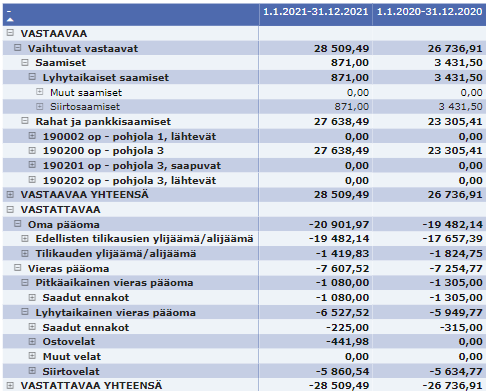 - 1.1.2021-31.12.2021 1.1.2020-31.12.2020
VASTAAVAA
Vaihtuvat vastaavat 28 509,49 26 736,91
Saamiset 871,00 3 431,50
Lyhytaikaiset saamiset 871,00 3 431,50
Muut saamiset 0,00 0,00
Siirtosaamiset 871,00 3 431,50
Rahat ja pankkisaamiset 27 638,49 23 305,41
190002 op - pohjola 1, lähtevät 0,00 0,00
190200 op - pohjola 3 27 638,49 23 305,41
190201 op - pohjola 3, saapuvat 0,00 0,00
190202 op - pohjola 3, lähtevät 0,00 0,00
VASTAAVAA YHTEENSÄ 28 509,49 26 736,91
VASTATTAVAA
Oma pääoma -20 901,97 -19 482,14
Edellisten tilikausien ylijäämä/alijäämä -19 482,14 -17 657,39
Tilikauden ylijäämä/alijäämä -1 419,83 -1 824,75
Vieras pääoma -7 607,52 -7 254,77
Pitkäaikainen vieras pääoma -1 080,00 -1 305,00
Saadut ennakot -1 080,00 -1 305,00
Lyhytaikainen vieras pääoma -6 527,52 -5 949,77
Saadut ennakot -225,00 -315,00
Ostovelat -441,98 0,00
Muut velat 0,00 0,00
Siirtovelat -5 860,54 -5 634,77
VASTATTAVAA YHTEENSÄ -28 509,49 -26 736,91